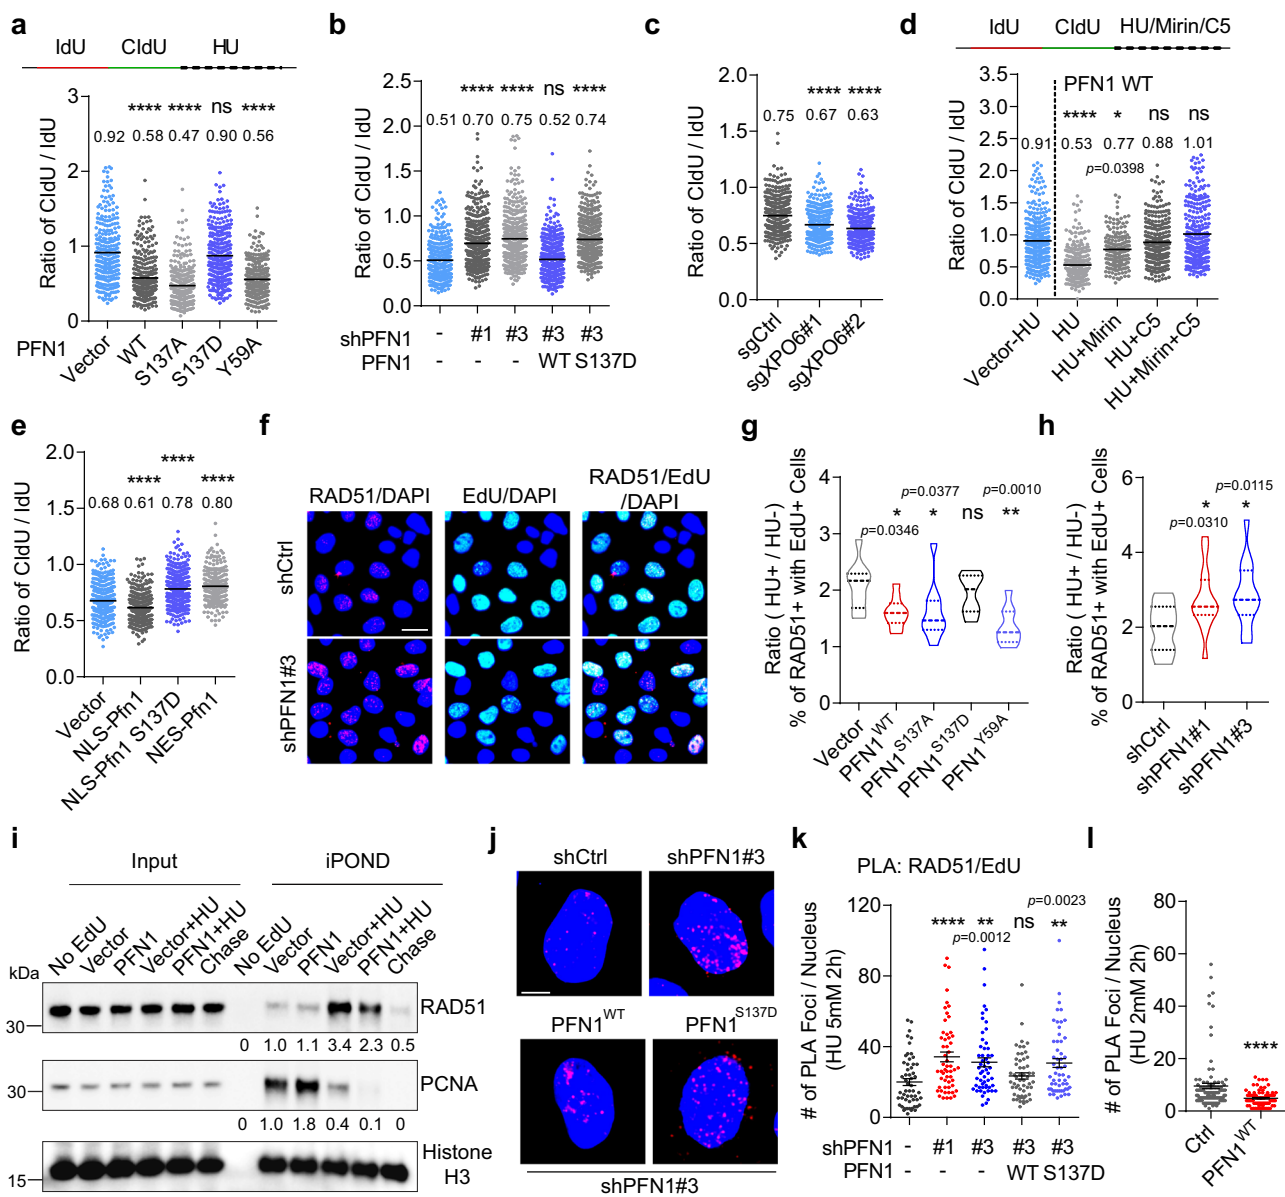 a
IdU CldU HU
Ratio of CldU / IdU
3
2
1
0
**** **** ns ****
0.92 0.58 0.47 0.90 0.56
PFN1
Vector WT S137A S137D Y59A
b
Ratio of CldU / IdU
2.5
2.0
1.5
1.0
0.5
0.0
**** **** ns ****
0.51 0.70 0.75 0.52 0.74
shPFN1 - #1 #3 #3 #3
PFN1 - - - WT S137D
c
Ratio of CldU / IdU
2.0
1.5
1.0
0.5
0.0
**** ****
0.75 0.67 0.63
sgCtrl sgXPO6#1 sgXPO6#2
d
IdU CldU HU/Mirin/C5
Ratio of CldU / IdU
3.5
3.0
2.5
2.0
1.5
1.0
0.5
0.0
PFN1 WT
**** * ns ns
0.91 0.53 0.77 0.88 1.01
p=0.0398
Vector-HU HU HU+Mirin HU+C5 HU+Mirin+C5
e
Ratio of CldU / IdU
2.0
1.5
1.0
0.5
0.0
**** **** ****
0.68 0.61 0.78 0.80
Vector NLS-Pfn1 NLS-Pfn1 S137D NES-Pfn1
f
RAD51/DAPI EdU/DAPI RAD51/EdU
/DAPI
shCtrl
shPFN1#3
g
Ratio ( HU+ / HU-)
% of RAD51+ with EdU+ Cells
4
3
2
1
0
p=0.0377 p=0.0010
* * ns **
p=0.0346
Vector PFN1WT PFN1S137A PFN1S137D PFN1Y59A
h
Ratio ( HU+ / HU-)
% of RAD51+ with EdU+ Cells
6
4
2
0
p=0.0115
* *
p=0.0310
shCtrl shPFN1#1 shPFN1#3
i
Input iPOND
No EdU Vector PFN1 Vector+HU PFN1+HU Chase No EdU Vector PFN1 Vector+HU PFN1+HU Chase
kDa
RAD51
30
0 1.0 1.1 3.4 2.3 0.5
PCNA
30
0 1.0 1.8 0.4 0.1 0
Histone
H3
15
j
shCtrl shPFN1#3
PFN1WT PFN1S137D
shPFN1#3
k
PLA: RAD51/EdU
# of PLA Foci / Nucleus
(HU 5mM 2h)
120
80
40
0
p=0.0023
**** ** ns **
p=0.0012
shPFN1 - #1 #3 #3 #3
PFN1 - - - WT S137D
l
# of PLA Foci / Nucleus
(HU 2mM 2h)
80
60
40
20
0
****
Ctrl PFN1WT